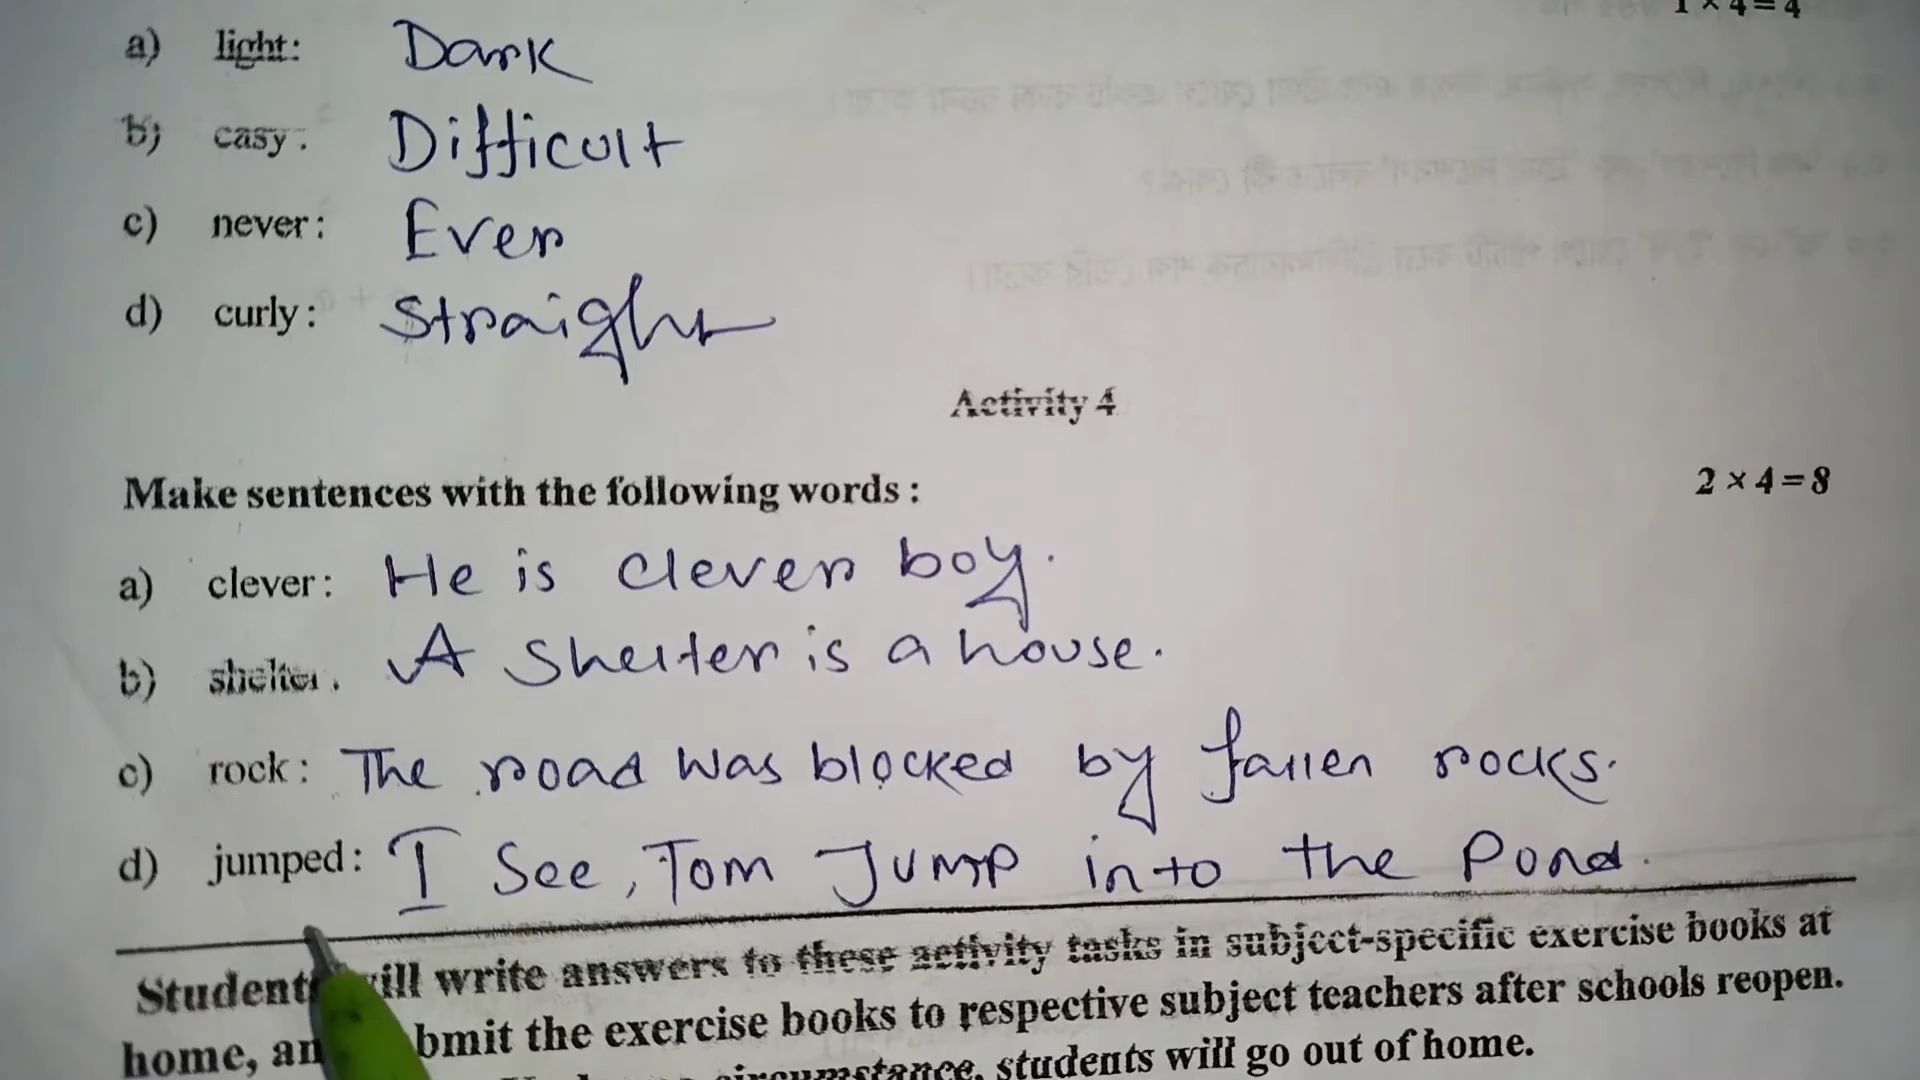 1 × 4 = 4
a) light: Dark
b) easy: Difficult
c) never: Ever
d) curly: Straight
Activity 4
Make sentences with the following words : 2 × 4 = 8
a) clever: He is clever boy.
b) shelter: A Shelter is a house.
c) rock: The road was blocked by fallen rocks.
d) jumped: I See, Tom Jump into the Pond.
Students will write answers to these activity tasks in subject-specific exercise books at
home, an bmit the exercise books to respective subject teachers after schools reopen.
circumstance, students will go out of home.